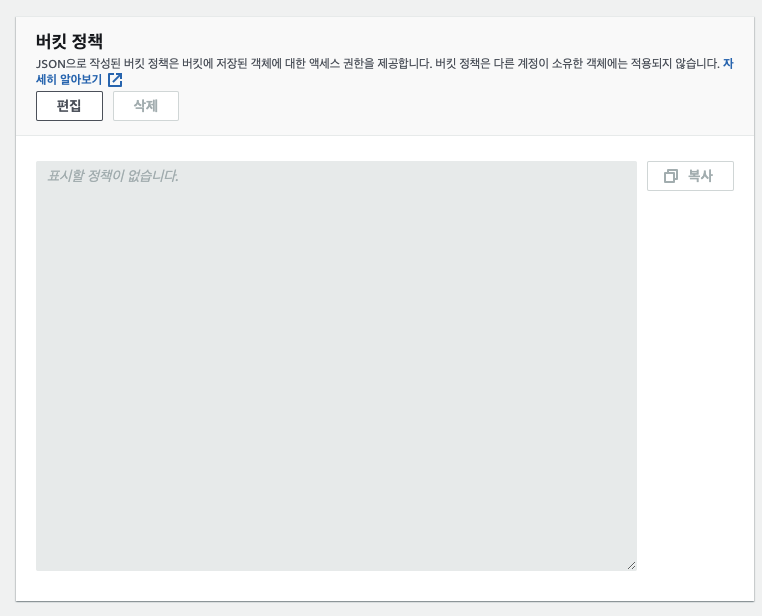 버킷 정책
JSON으로 작성된 버킷 정책은 버킷에 저장된 객체에 대한 액세스 권한을 제공합니다. 버킷 정책은 다른 계정이 소유한 객체에는 적용되지 않습니다. 자
세히 알아보기
편집 삭제
표시할 정책이 없습니다. 복사